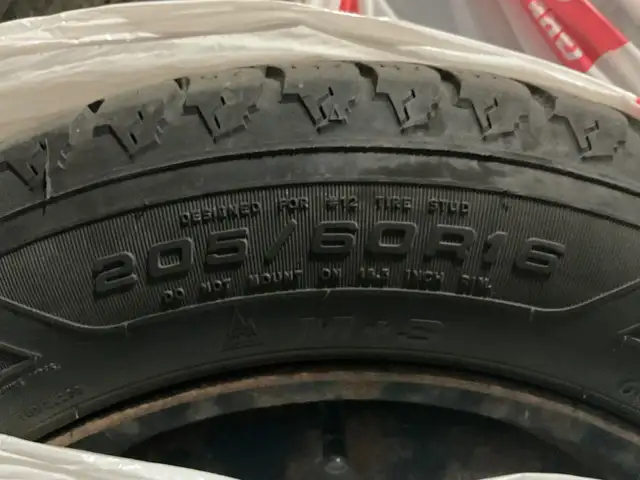 DESIGNED FOR #12 TIRE STUD
205/60R16
DO NOT MOUNT ON 16.5 INCH RIM.
M+S